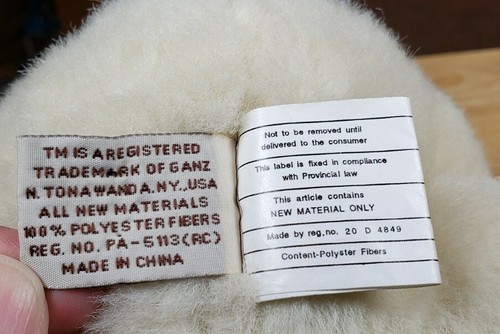 TM IS A REGISTERED
TRADEMARK OF GANZ
N. TONAWANDA. NY., USA
ALL NEW MATERIALS
100% POLYESTER FIBERS
REG. NO. PA-5113(RC)
MADE IN CHINA
Not to be removed until
delivered to the consumer
This label is fixed in compliance
with Provincial law
This article contains
NEW MATERIAL ONLY
Made by reg,no. 20 D 4849
Content-Polyster Fibers